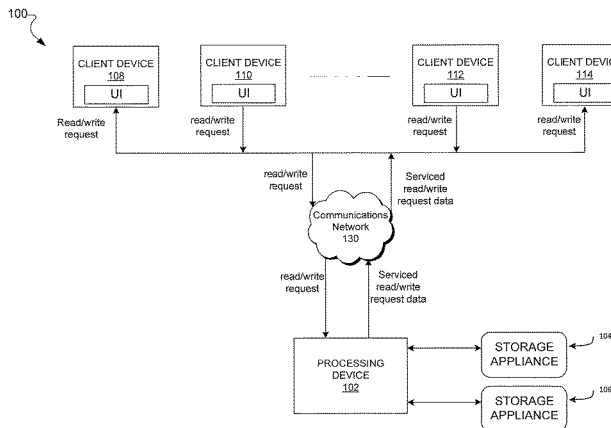 100
CLIENT DEVICE
108
UI
CLIENT DEVICE
110
UI
CLIENT DEVICE
112
UI
CLIENT DEVIC
114
UI
Read/write
request
read/write
request
read/write
request
read/write
request
read/write
request
Serviced
read/write
request data
Communications
Network
130
read/write
request
Serviced
read/write
request data
PROCESSING
DEVICE
102
STORAGE
APPLIANCE
104
STORAGE
APPLIANCE
106